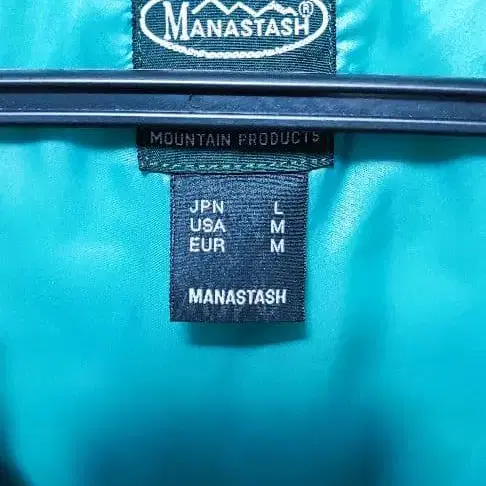 MANASTASH®
MOUNTAIN PRODUCTS
JPN L
USA M
EUR M
MANASTASH